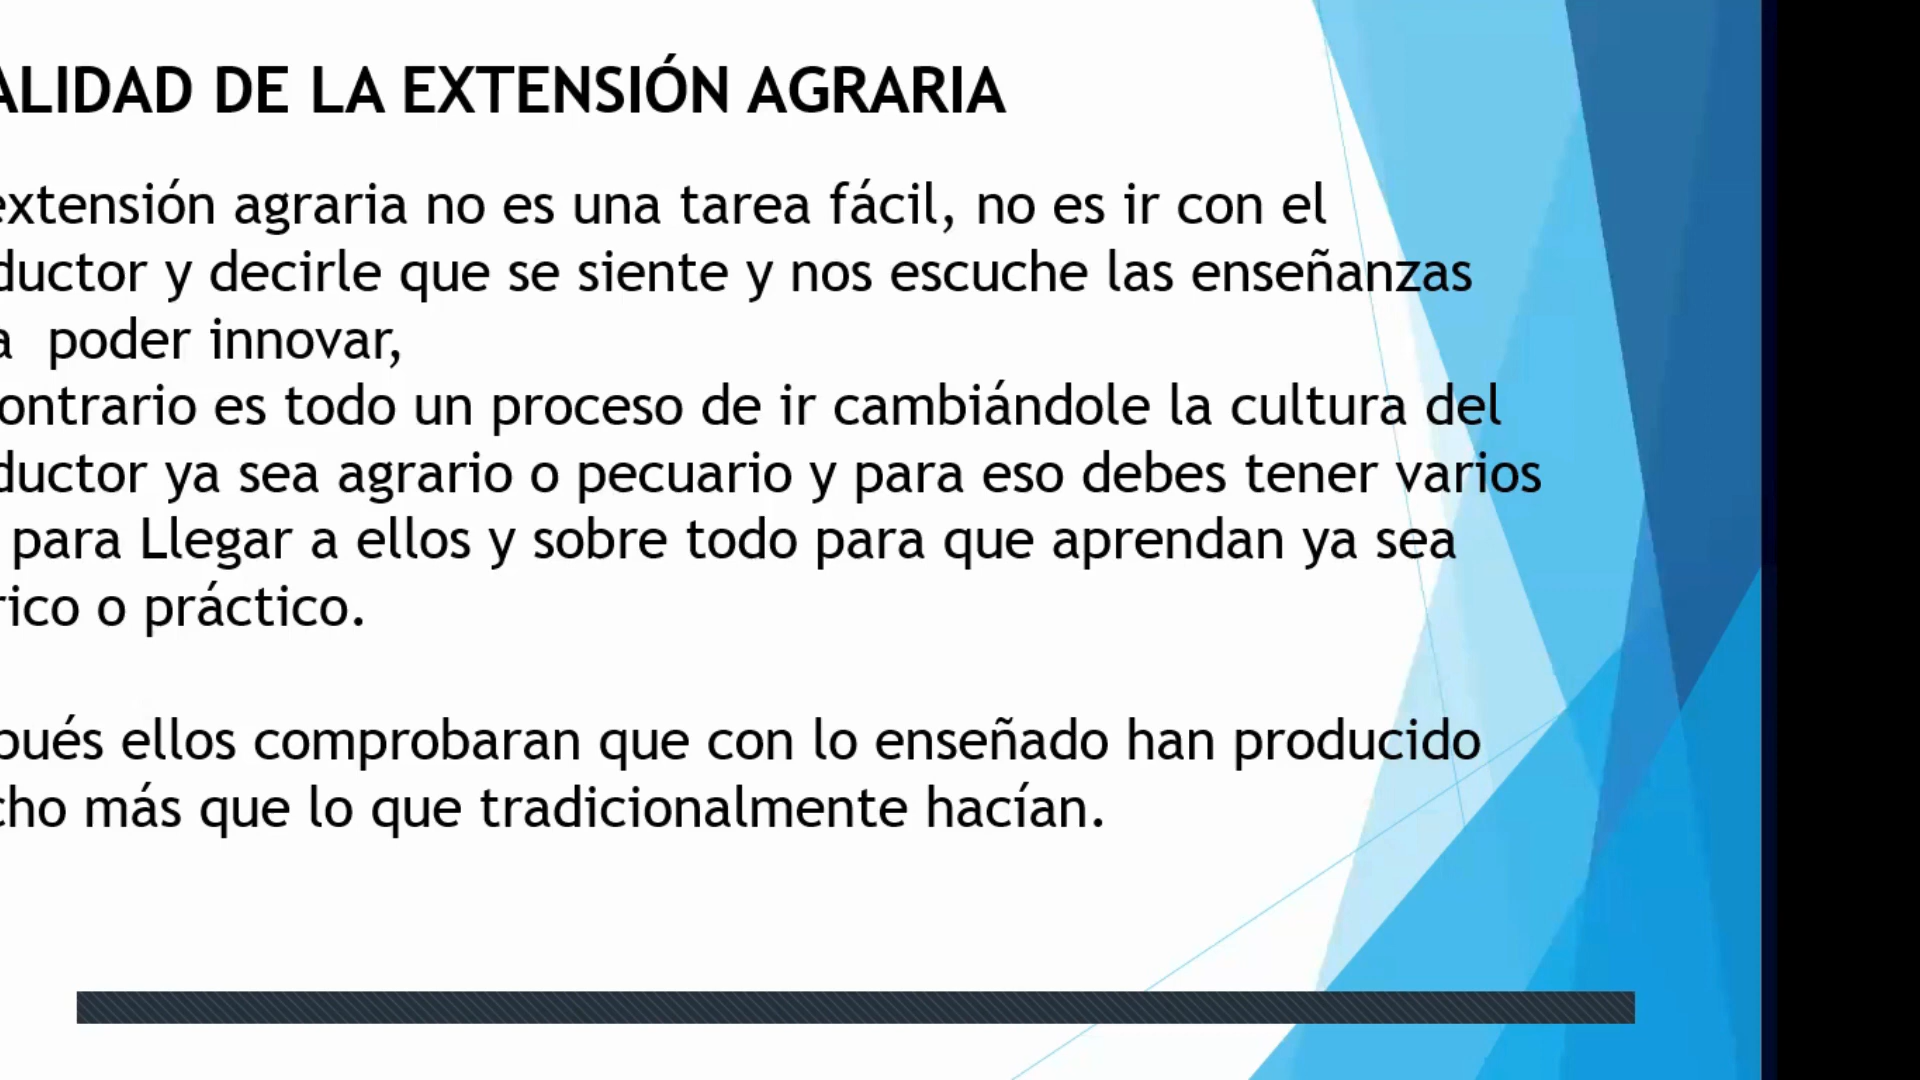 ALIDAD DE LA EXTENSIÓN AGRARIA
extensión agraria no es una tarea fácil, no es ir con el
ductor y decirle que se siente y nos escuche las enseñanzas
a poder innovar,
ontrario es todo un proceso de ir cambiándole la cultura del
ductor ya sea agrario o pecuario y para eso debes tener varios
para Llegar a ellos y sobre todo para que aprendan ya sea
rico o práctico.
pués ellos comprobaran que con lo enseñado han producido
cho más que lo que tradicionalmente hacían.